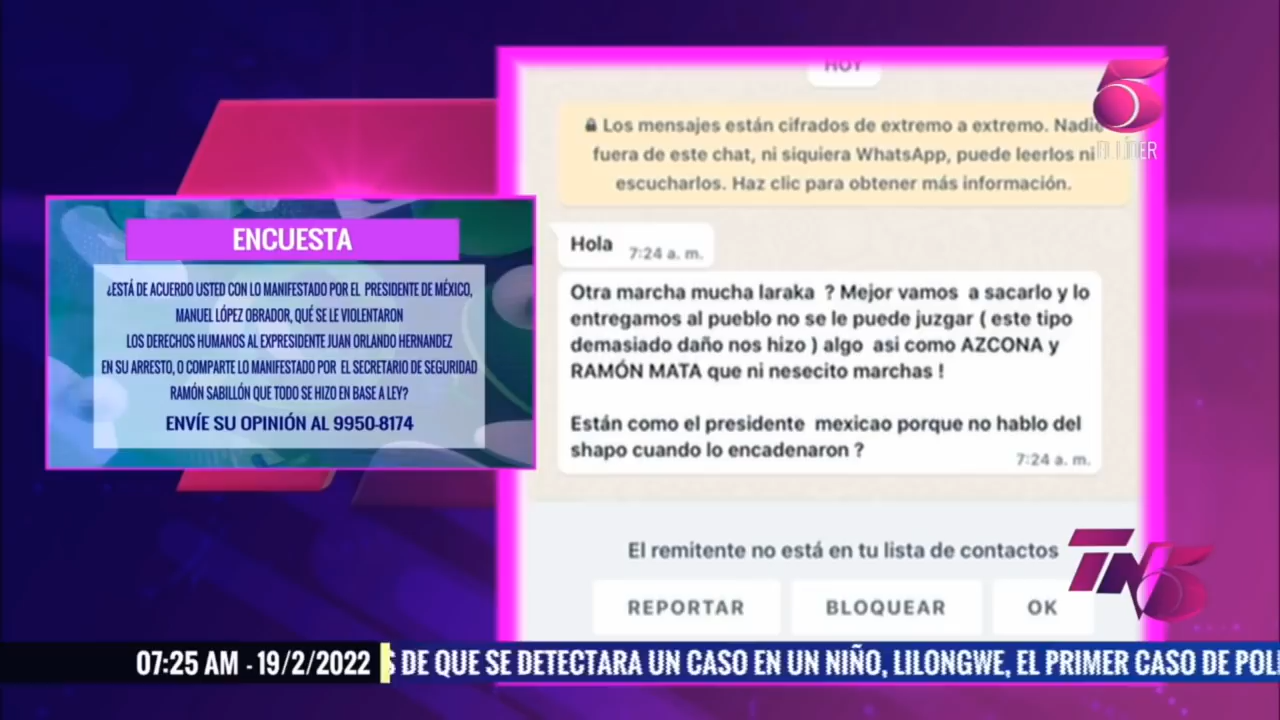 ENCUESTA
¿ESTÁ DE ACUERDO USTED CON LO MANIFESTADO POR EL PRESIDENTE DE MÉXICO,
MANUEL LÓPEZ OBRADOR, QUÉ SE LE VIOLENTARON
LOS DERECHOS HUMANOS AL EXPRESIDENTE JUAN ORLANDO HERNANDEZ
EN SU ARRESTO, O COMPARTE LO MANIFESTADO POR EL SECRETARIO DE SEGURIDAD
RAMÓN SABILLÓN QUE TODO SE HIZO EN BASE A LEY?
ENVÍE SU OPINIÓN AL 9950-8174
HOY
Los mensajes están cifrados de extremo a extremo. Nadie
fuera de este chat, ni siquiera WhatsApp, puede leerlos ni
escucharlos. Haz clic para obtener más información.
Hola 7:24 a. m.
Otra marcha mucha laraka ? Mejor vamos a sacarlo y lo
entregamos al pueblo no se le puede juzgar ( este tipo
demasiado daño nos hizo ) algo asi como AZCONA y
RAMÓN MATA que ni nesecito marchas !
Están como el presidente mexicao porque no hablo del
shapo cuando lo encadenaron ?
7:24 a. m.
El remitente no está en tu lista de contactos
REPORTAR BLOQUEAR OK
5
EL LÍDER
TN5
07:25 AM - 19/2/2022 S DE QUE SE DETECTARA UN CASO EN UN NIÑO, LILONGWE, EL PRIMER CASO DE POL